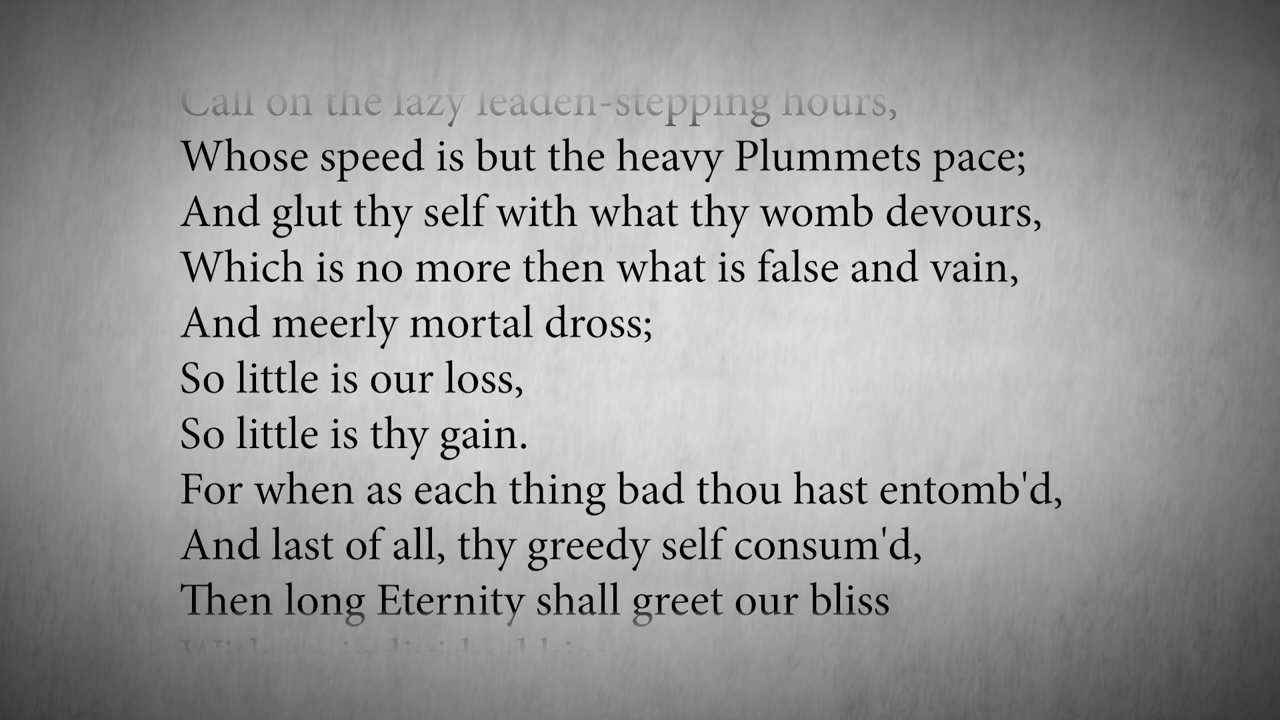 Call on the lazy leaden-stepping hours,
Whose speed is but the heavy Plummets pace;
And glut thy self with what thy womb devours,
Which is no more then what is false and vain,
And meerly mortal dross;
So little is our loss,
So little is thy gain.
For when as each thing bad thou hast entomb'd,
And last of all, thy greedy self consum'd,
Then long Eternity shall greet our bliss